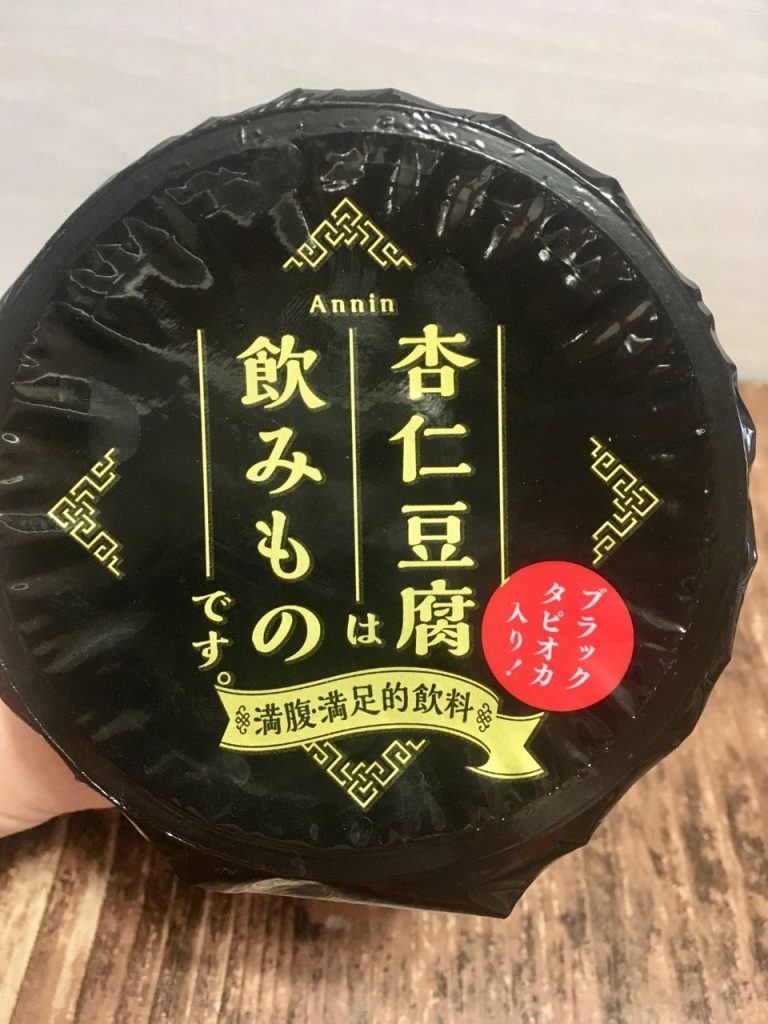 Annin
杏仁豆腐は
飲みものです。
満腹・満足的飲料
ブラック
タピオカ
入り!